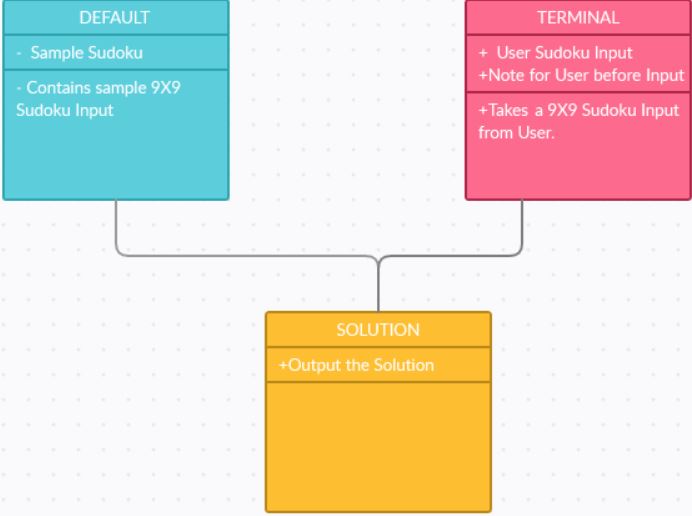 DEFAULT
- Sample Sudoku
- Contains sample 9X9
Sudoku Input
TERMINAL
+ User Sudoku Input
+Note for User before Input
+Takes a 9X9 Sudoku Input
from User.
SOLUTION
+Output the Solution